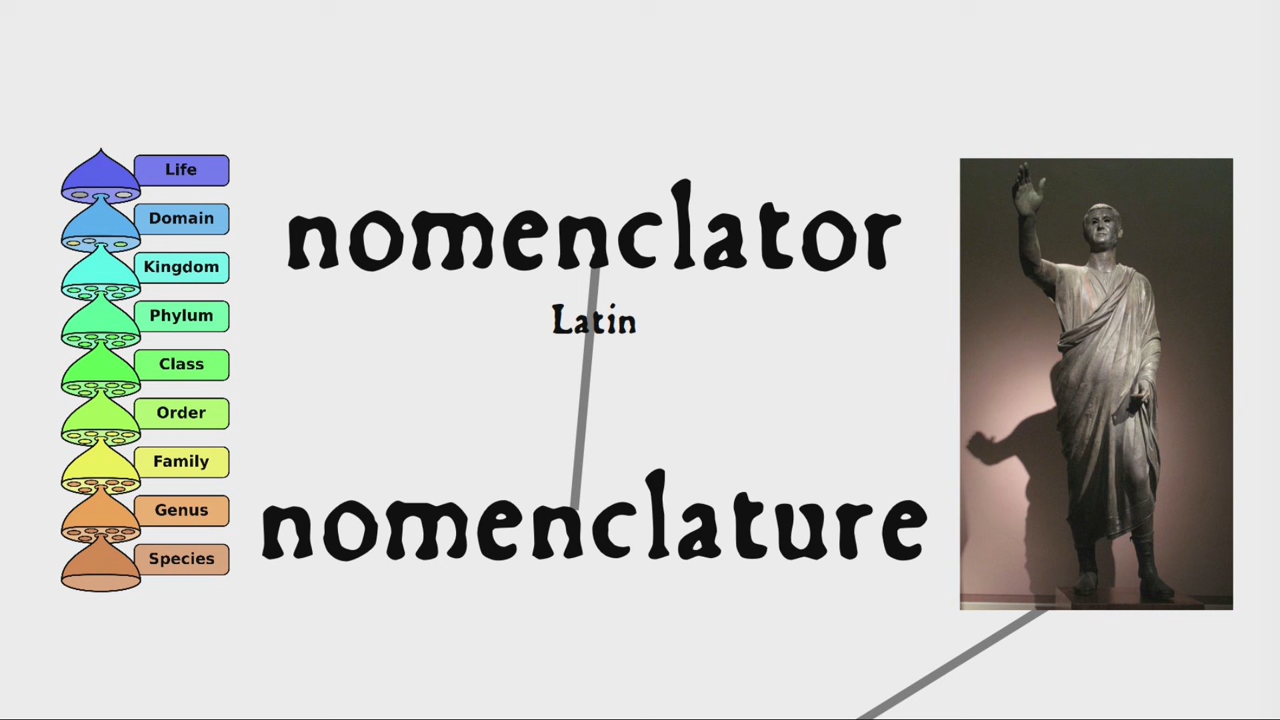 Life
Domain
Kingdom
Phylum
Class
Order
Family
Genus
Species
nomenclator
Latin
nomenclature